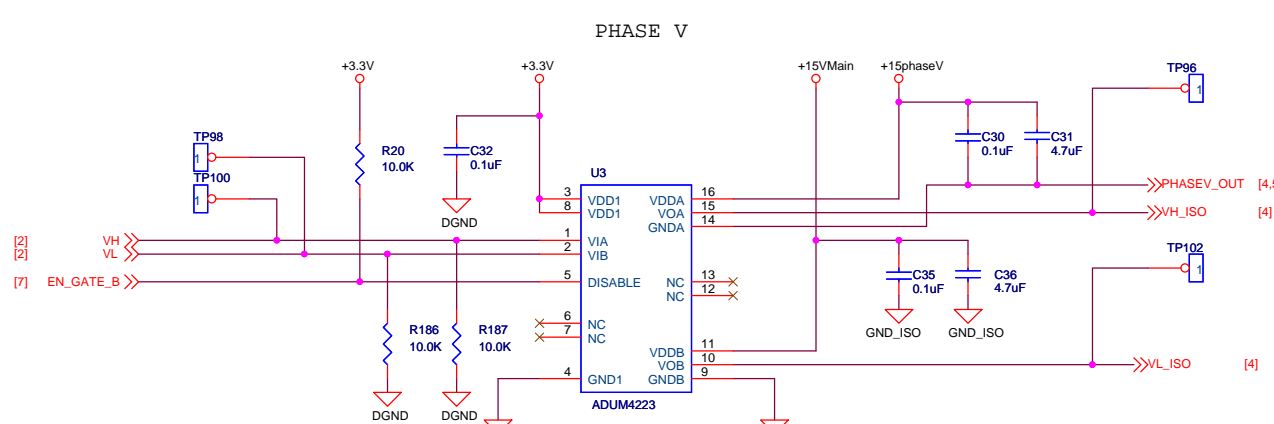 PHASE V
+3.3V
+3.3V
+15VMain
+15phaseV
TP96
1
TP98
1
TP100
1
R20
10.0K
C32
0.1uF
DGND
C30
0.1uF
C31
4.7uF
U3
3 VDD1
8 VDD1
1 VIA
2 VIB
5 DISABLE
6 NC
7 NC
4 GND1
VDDA 16
VOA 15
GNDA 14
NC 13
NC 12
VDDB 11
VOB 10
GNDB 9
ADUM4223
[2] VH
[2] VL
[7] EN_GATE_B
R186
10.0K
R187
10.0K
DGND
DGND
PHASEV_OUT [4,5
VH_ISO [4]
TP102
1
C35
0.1uF
C36
4.7uF
GND_ISO
GND_ISO
VL_ISO [4]